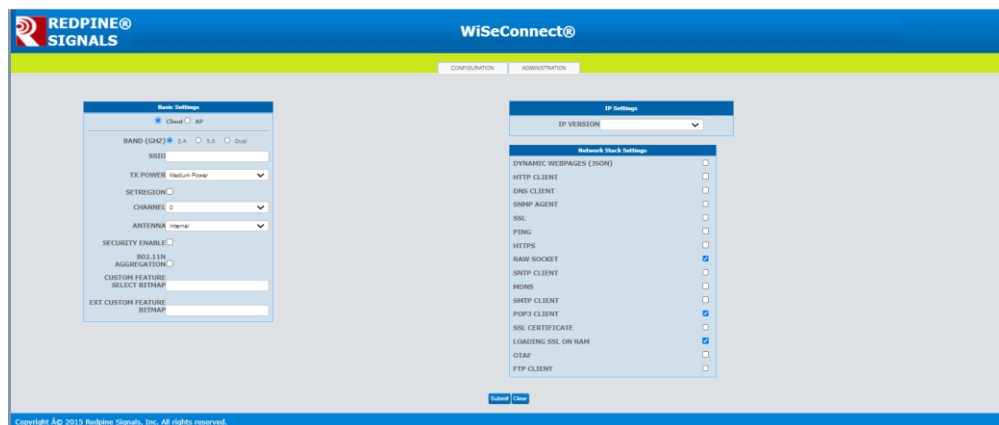 REDPINE®
SIGNALS
WiSeConnect®
CONFIGURATION ADMINISTRATION
Basic Settings
Client AP
BAND (GHZ) 2.4 5.0 Dual
SSID
TX POWER Medium Power
SETREGION
CHANNEL 0
ANTENNA Internal
SECURITY ENABLE
802.11N
AGGREGATION
CUSTOM FEATURE
SELECT BITMAP
EXT CUSTOM FEATURE
BITMAP
IP Settings
IP VERSION
Network Stack Settings
DYNAMIC WEBPAGES (JSON)
HTTP CLIENT
DNS CLIENT
SNMP AGENT
SSL
PING
HTTPS
RAW SOCKET
SNTP CLIENT
MDNS
SMTP CLIENT
POP3 CLIENT
SSL CERTIFICATE
LOADING SSL ON RAM
OTAF
FTP CLIENT
Submit Clear
Copyright Â© 2015 Redpine Signals, Inc. All rights reserved.